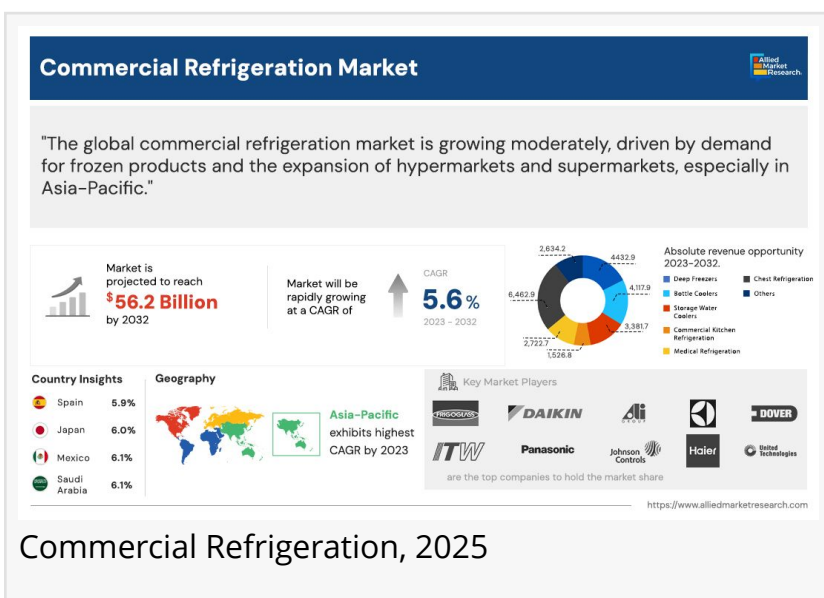 Commercial Refrigeration Market
Allied
Market
Research
"The global commercial refrigeration market is growing moderately, driven by demand
for frozen products and the expansion of hypermarkets and supermarkets, especially in
Asia-Pacific."
Market is
projected to reach
$56.2 Billion
by 2032
Market will be
rapidly growing
at a CAGR of
CAGR
5.6%
2023 - 2032
2,634.2
4432.9
6,462.9
4,117.9
3,381.7
2,722.7
1,526.8
Absolute revenue opportunity
2023-2032.
Deep Freezers
Bottle Coolers
Storage Water
Coolers
Commercial Kitchen
Refrigeration
Medical Refrigeration
Chest Refrigeration
Others
Country Insights
Spain 5.9%
Japan 6.0%
Mexico 6.1%
Saudi
Arabia 6.1%
Geography
Asia-Pacific
exhibits highest
CAGR by 2023
Key Market Players
FRIGOGLASS
DAIKIN
Ali
GROUP
DOVER
ITW
Panasonic
Johnson
Controls
Haier
United
Technologies
are the top companies to hold the market share
https://www.alliedmarketresearch.com
Commercial Refrigeration, 2025